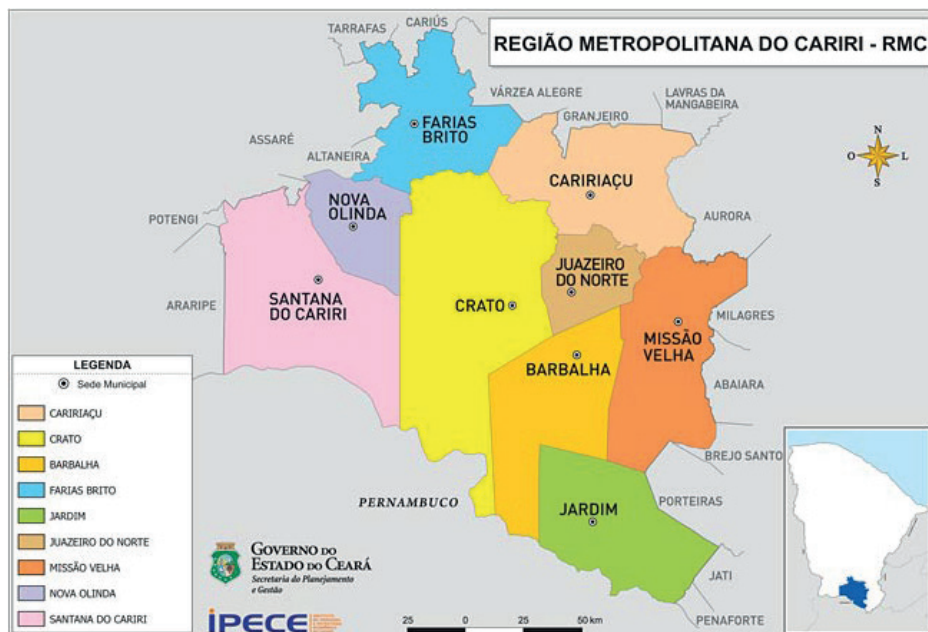 REGIÃO METROPOLITANA DO CARIRI - RMC
TARRAFAS
CARIÚS
VÁRZEA ALEGRE
GRANJEIRO
LAVRAS DA
MANGABEIRA
FARIAS
BRITO
ASSARÉ
ALTANEIRA
CARIRIAÇU
N
O
L
S
NOVA
OLINDA
POTENGI
AURORA
JUAZEIRO
DO NORTE
SANTANA
DO CARIRI
CRATO
ARARIPE
MILAGRES
MISSÃO
VELHA
BARBALHA
ABAIARA
BREJO SANTO
PERNAMBUCO
PORTEIRAS
JARDIM
JATI
PENAFORTE
LEGENDA
Sede Municipal
CARIRIAÇU
CRATO
BARBALHA
FARIAS BRITO
JARDIM
JUAZEIRO DO NORTE
MISSÃO VELHA
NOVA OLINDA
SANTANA DO CARIRI
GOVERNO DO
ESTADO DO CEARÁ
Secretaria do Planejamento
e Gestão
iPECE
25 0 25 50 km